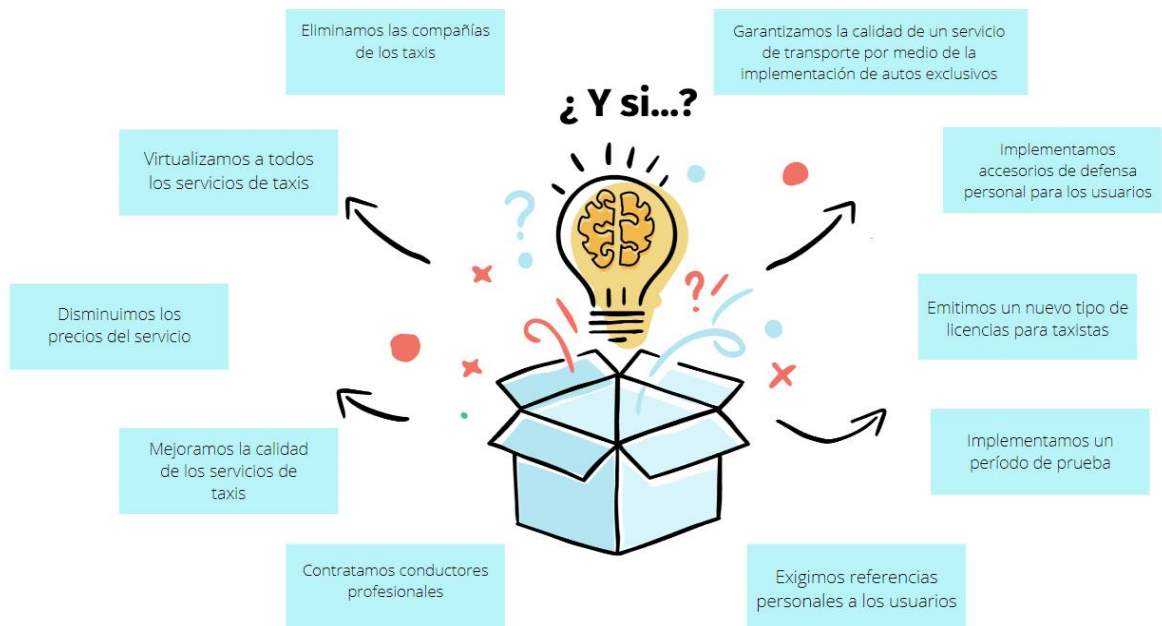 Eliminamos las compañías
de los taxis
Garantizamos la calidad de un servicio
de transporte por medio de la
implementación de autos exclusivos
¿ Y si...?
Virtualizamos a todos
los servicios de taxis
Implementamos
accesorios de defensa
personal para los usuarios
Disminuimos los
precios del servicio
Emitimos un nuevo tipo de
licencias para taxistas
Mejoramos la calidad
de los servicios de
taxis
Implementamos un
período de prueba
Contratamos conductores
profesionales
Exigimos referencias
personales a los usuarios